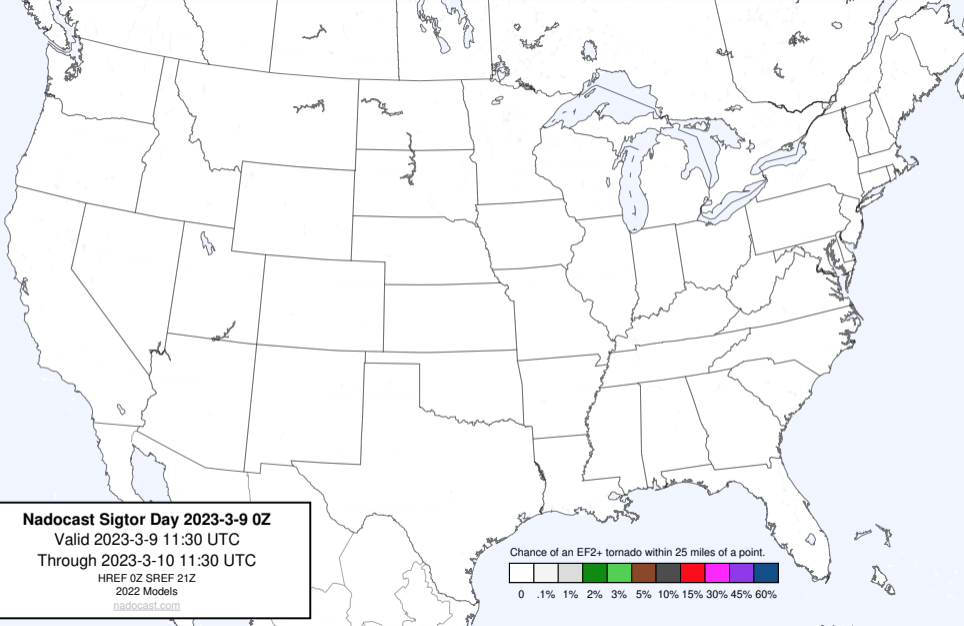 Nadocast Sigtor Day 2023-3-9 0Z
Valid 2023-3-9 11:30 UTC
Through 2023-3-10 11:30 UTC
HREF 0Z SREF 21Z
2022 Models
nadocast.com
Chance of an EF2+ tornado within 25 miles of a point.
0 .1% 1% 2% 3% 5% 10% 15% 30% 45% 60%